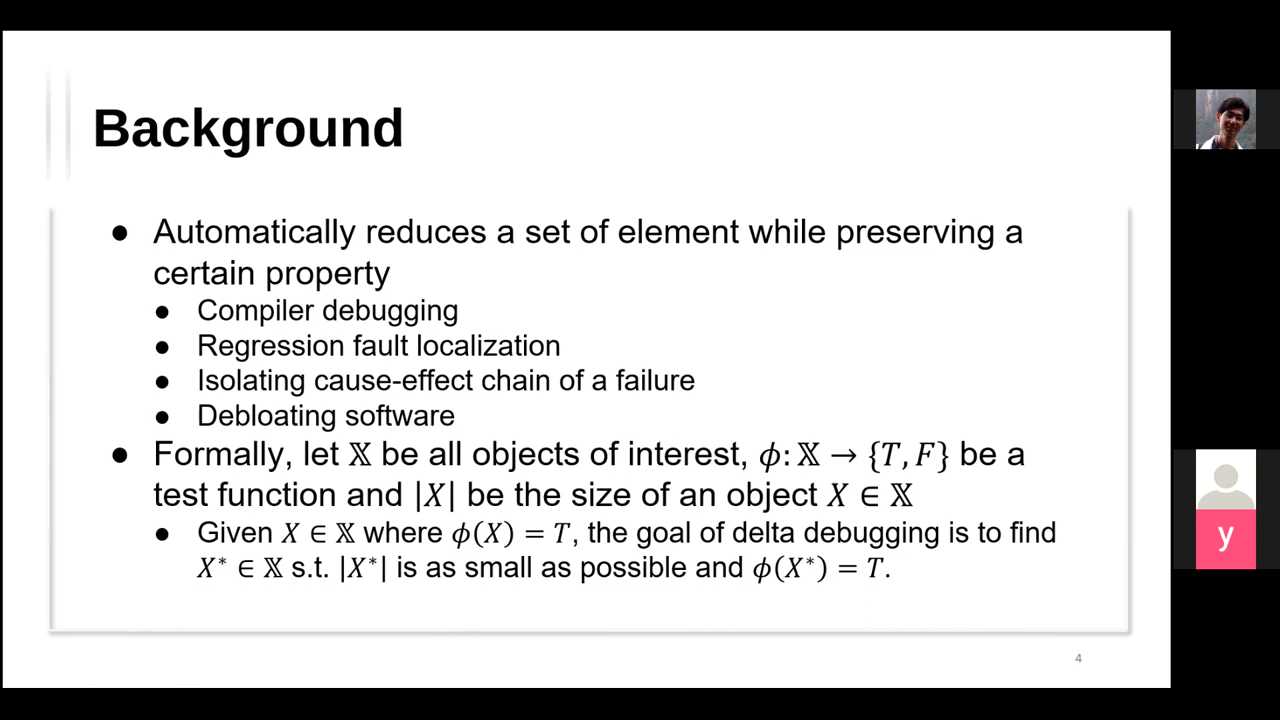 Background
● Automatically reduces a set of element while preserving a
certain property
● Compiler debugging
● Regression fault localization
● Isolating cause-effect chain of a failure
● Debloating software
● Formally, let 𝕏 be all objects of interest, 𝜙: 𝕏 → {𝑇, 𝐹} be a
test function and |𝑋| be the size of an object 𝑋 ∈ 𝕏
● Given 𝑋 ∈ 𝕏 where 𝜙(𝑋) = 𝑇, the goal of delta debugging is to find
𝑋* ∈ 𝕏 s.t. |𝑋*| is as small as possible and 𝜙(𝑋*) = 𝑇.
4
y